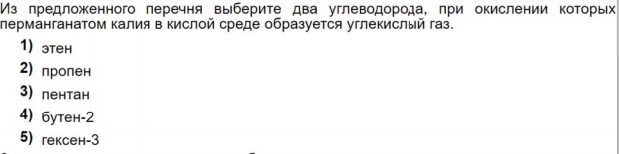 Из предложенного перечня выберите два углеводорода, при окислении которых
перманганатом калия в кислой среде образуется углекислый газ.
1) этен
2) пропен
3) пентан
4) бутен-2
5) гексен-3